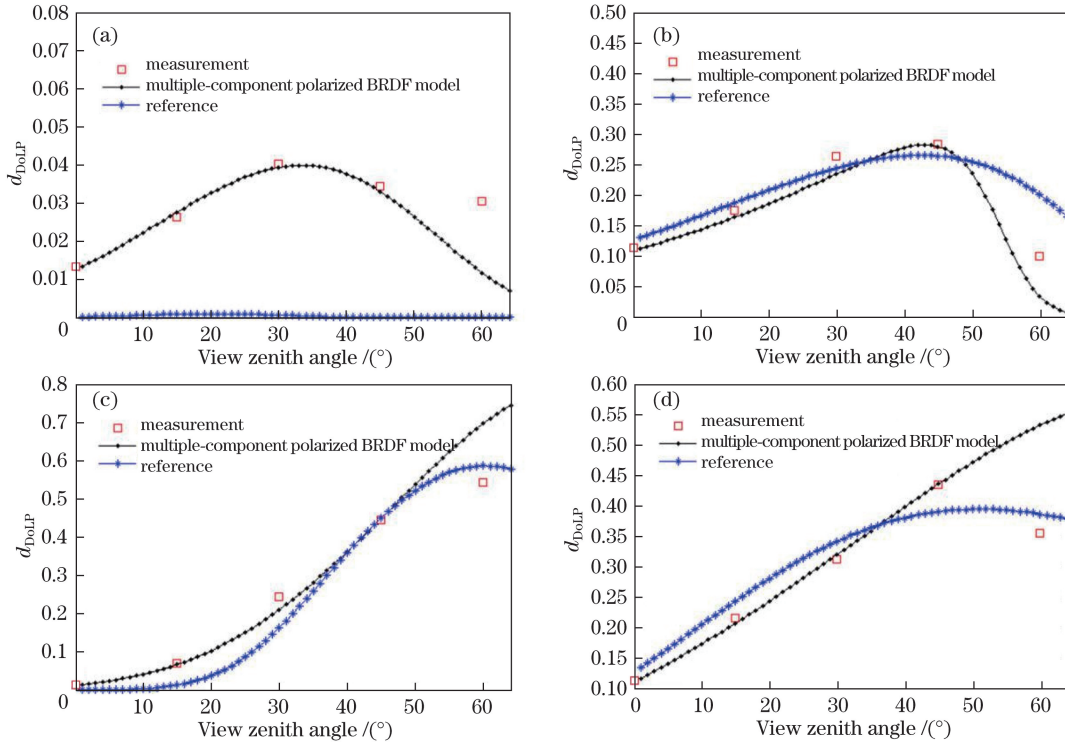 (a)
measurement
multiple-component polarized BRDF model
reference
0.08
0.07
0.06
0.05
0.04
0.03
0.02
0.01
0
10
20
30
40
50
60
d_DoLP
View zenith angle /(°)
(b)
measurement
multiple-component polarized BRDF model
reference
0.50
0.45
0.40
0.35
0.30
0.25
0.20
0.15
0.10
0.05
0
0
10
20
30
40
50
60
d_DoLP
View zenith angle /(°)
(c)
measurement
multiple-component polarized BRDF model
reference
0.8
0.7
0.6
0.5
0.4
0.3
0.2
0.1
0
10
20
30
40
50
60
d_DoLP
View zenith angle /(°)
(d)
measurement
multiple-component polarized BRDF model
reference
0.60
0.55
0.50
0.45
0.40
0.35
0.30
0.25
0.20
0.15
0.10
0
10
20
30
40
50
60
d_DoLP
View zenith angle /(°)